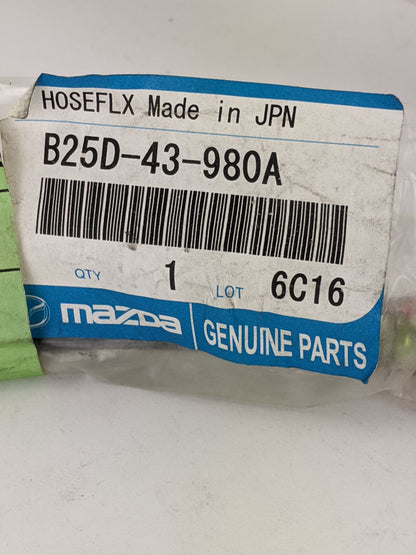 HOSEFLX Made in JPN
B25D-43-980A
QTY 1 LOT 6C16
mazda GENUINE PARTS